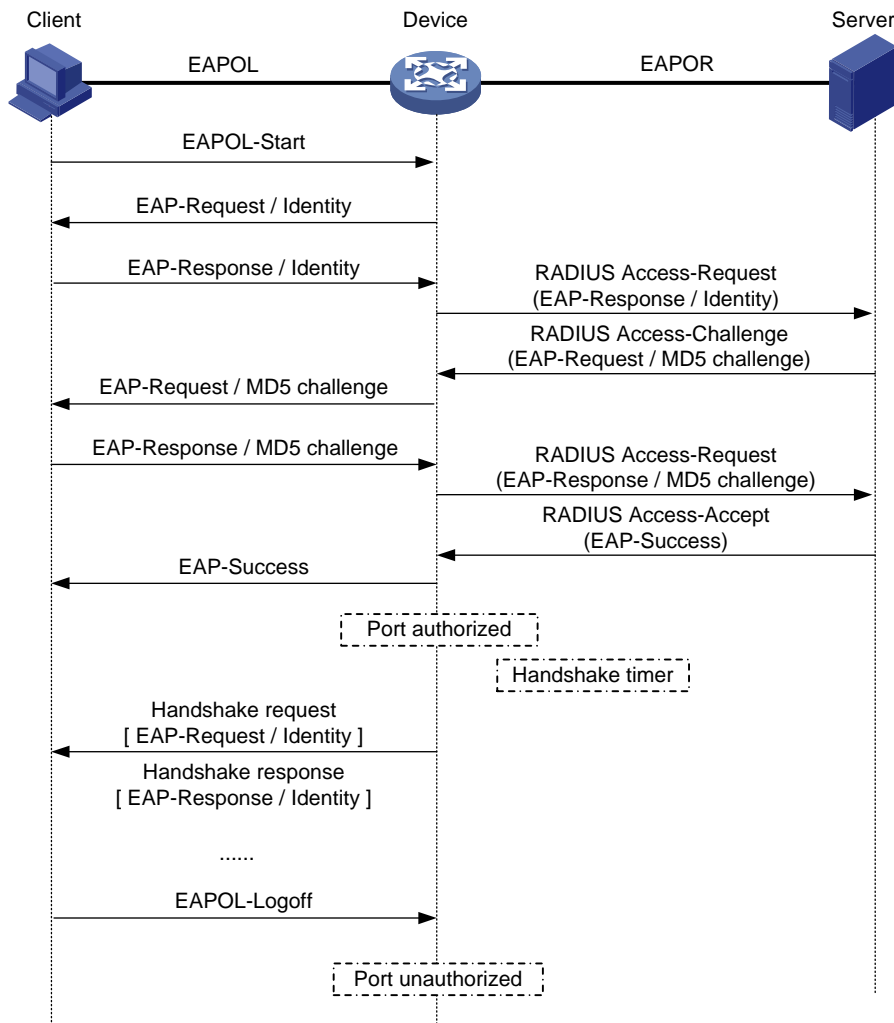 Client
Device
Server
EAPOL
EAPOR
EAPOL-Start
EAP-Request / Identity
EAP-Response / Identity
RADIUS Access-Request
(EAP-Response / Identity)
RADIUS Access-Challenge
(EAP-Request / MD5 challenge)
EAP-Request / MD5 challenge
EAP-Response / MD5 challenge
RADIUS Access-Request
(EAP-Response / MD5 challenge)
RADIUS Access-Accept
(EAP-Success)
EAP-Success
Port authorized
Handshake timer
Handshake request
[ EAP-Request / Identity ]
Handshake response
[ EAP-Response / Identity ]
......
EAPOL-Logoff
Port unauthorized